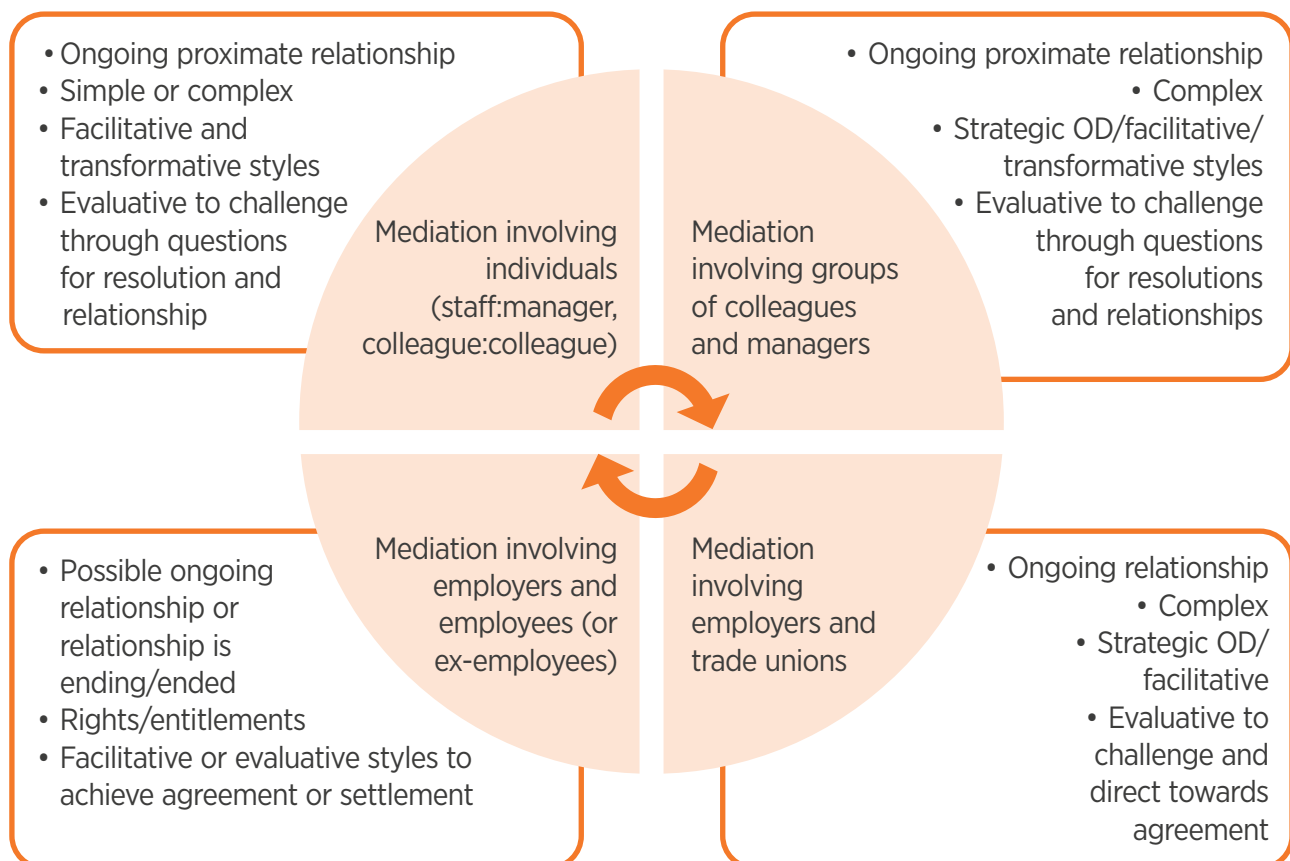 • Ongoing proximate relationship
• Simple or complex
• Facilitative and
transformative styles
• Evaluative to challenge
through questions
for resolution and
relationship
Mediation involving
individuals
(staff:manager,
colleague:colleague)
Mediation
involving groups
of colleagues
and managers
• Ongoing proximate relationship
• Complex
• Strategic OD/facilitative/
transformative styles
• Evaluative to challenge
through questions
for resolutions
and relationships
• Possible ongoing
relationship or
relationship is
ending/ended
• Rights/entitlements
• Facilitative or evaluative styles to
achieve agreement or settlement
Mediation involving
employers and
employees (or
ex-employees)
Mediation
involving
employers and
trade unions
• Ongoing relationship
• Complex
• Strategic OD/
facilitative
• Evaluative to
challenge and
direct towards
agreement